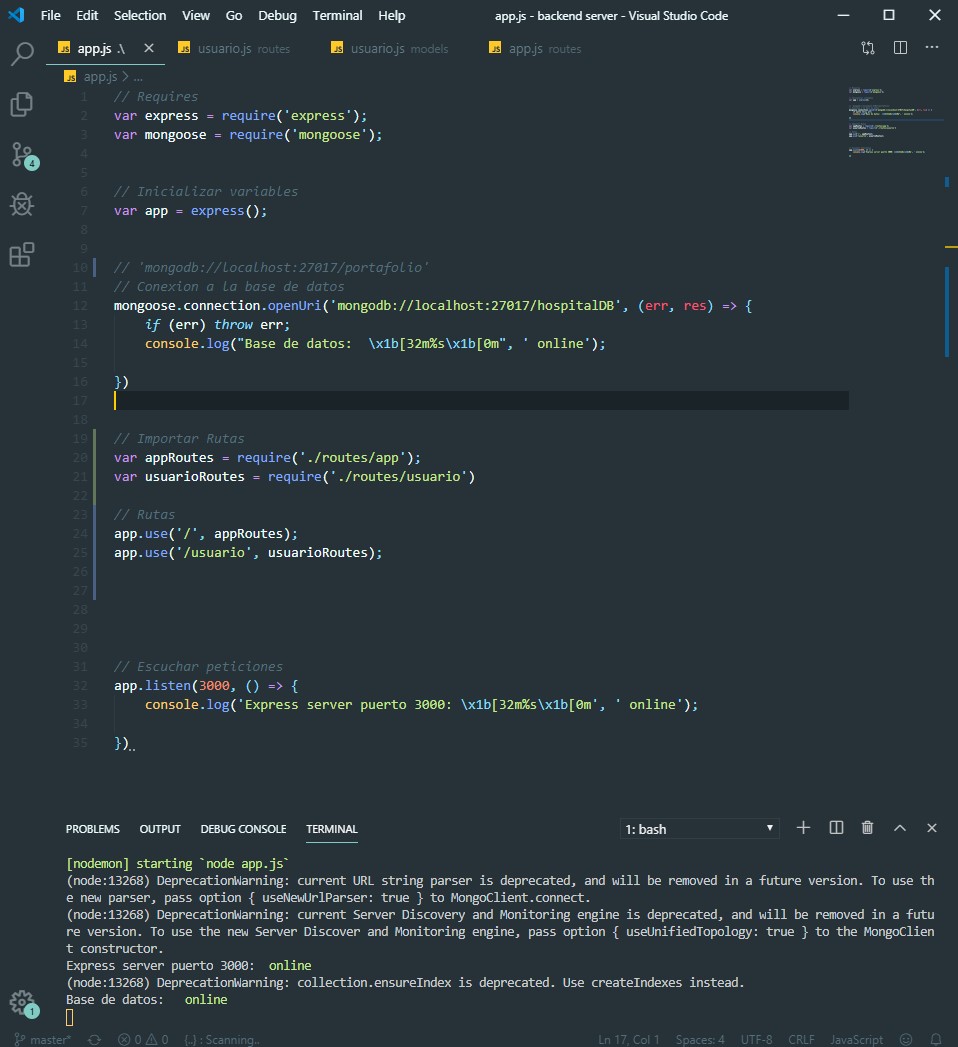 File Edit Selection View Go Debug Terminal Help app.js - backend server - Visual Studio Code
JS app.js .\ JS usuario.js routes JS usuario.js models JS app.js routes
JS app.js > ...
1 // Requires
2 var express = require('express');
3 var mongoose = require('mongoose');
4
5
6 // Inicializar variables
7 var app = express();
8
9
10 // 'mongodb://localhost:27017/portafolio'
11 // Conexion a la base de datos
12 mongoose.connection.openUri('mongodb://localhost:27017/hospitalDB', (err, res) => {
13 if (err) throw err;
14 console.log("Base de datos:  \x1b[32m%s\x1b[0m", ' online');
15
16 })
17
18
19 // Importar Rutas
20 var appRoutes = require('./routes/app');
21 var usuarioRoutes = require('./routes/usuario')
22
23 // Rutas
24 app.use('/', appRoutes);
25 app.use('/usuario', usuarioRoutes);
26
27
28
29
30
31 // Escuchar peticiones
32 app.listen(3000, () => {
33 console.log('Express server puerto 3000: \x1b[32m%s\x1b[0m', ' online');
34
35 })
4
PROBLEMS OUTPUT DEBUG CONSOLE TERMINAL 1: bash
[nodemon] starting `node app.js`
(node:13268) DeprecationWarning: current URL string parser is deprecated, and will be removed in a future version. To use th
e new parser, pass option { useNewUrlParser: true } to MongoClient.connect.
(node:13268) DeprecationWarning: current Server Discovery and Monitoring engine is deprecated, and will be removed in a futu
re version. To use the new Server Discover and Monitoring engine, pass option { useUnifiedTopology: true } to the MongoClien
t constructor.
Express server puerto 3000:  online
(node:13268) DeprecationWarning: collection.ensureIndex is deprecated. Use createIndexes instead.
Base de datos:   online
1
master* 0 0 {..} : Scanning.. Ln 17, Col 1 Spaces: 4 UTF-8 CRLF JavaScript